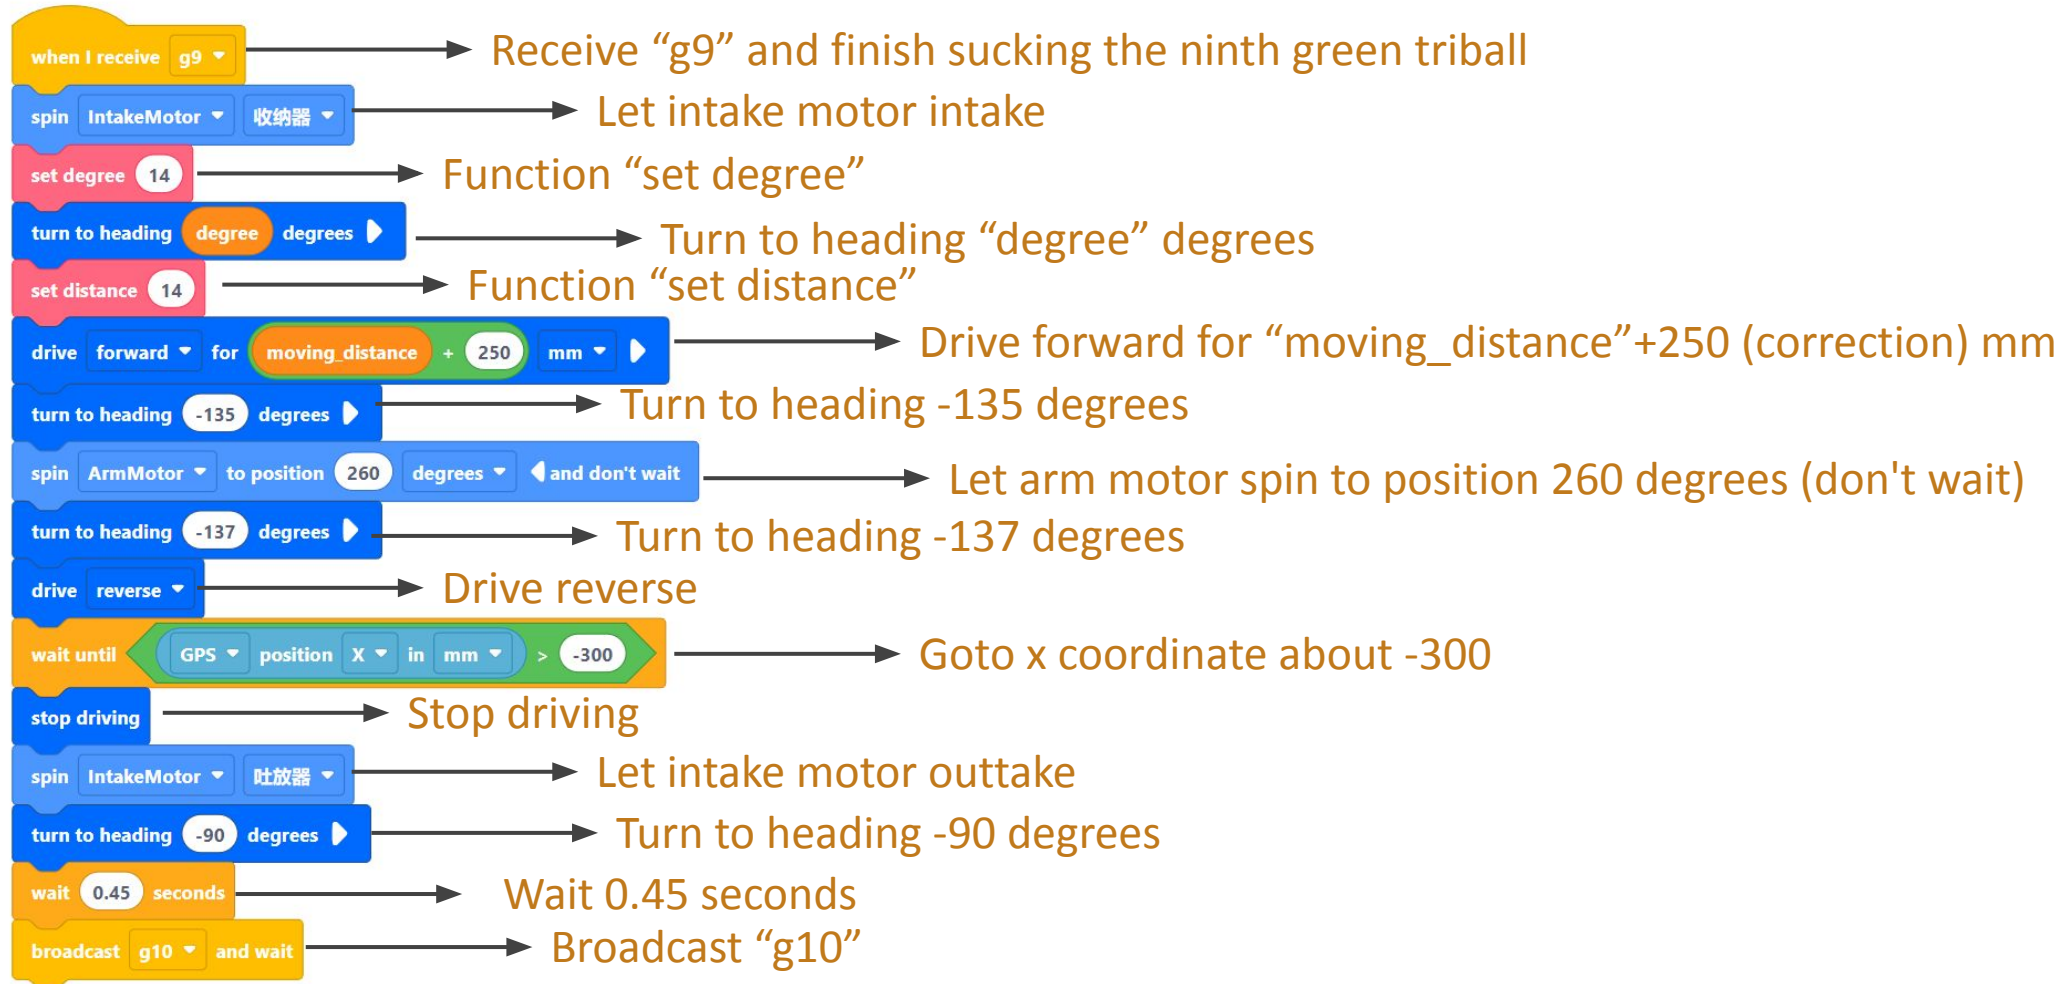 when I receive g9 Receive “g9” and finish sucking the ninth green triball
spin IntakeMotor 收纳器 Let intake motor intake
set degree 14 Function “set degree”
turn to heading degree degrees Turn to heading “degree” degrees
set distance 14 Function “set distance”
drive forward for moving_distance + 250 mm Drive forward for “moving_distance”+250 (correction) mm
turn to heading -135 degrees Turn to heading -135 degrees
spin ArmMotor to position 260 degrees and don't wait Let arm motor spin to position 260 degrees (don't wait)
turn to heading -137 degrees Turn to heading -137 degrees
drive reverse Drive reverse
wait until GPS position X in mm > -300 Goto x coordinate about -300
stop driving Stop driving
spin IntakeMotor 吐放器 Let intake motor outtake
turn to heading -90 degrees Turn to heading -90 degrees
wait 0.45 seconds Wait 0.45 seconds
broadcast g10 and wait Broadcast “g10”